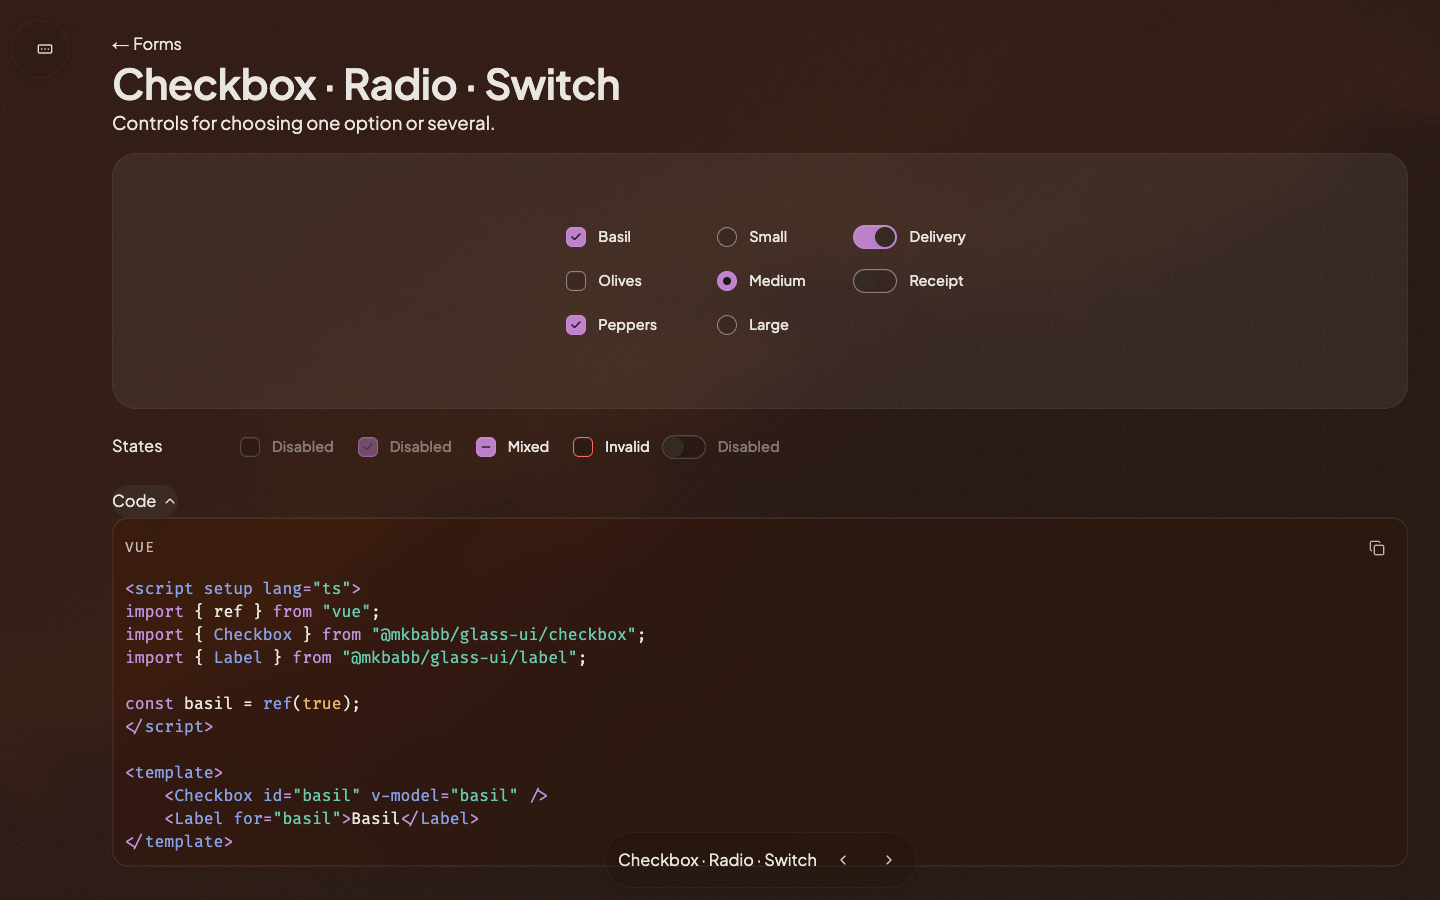 ← Forms
Checkbox · Radio · Switch
Controls for choosing one option or several.
Basil
Small
Delivery
Olives
Medium
Receipt
Peppers
Large
States
Disabled
Disabled
Mixed
Invalid
Disabled
Code
VUE
<script setup lang="ts">
import { ref } from "vue";
import { Checkbox } from "@mkbabb/glass-ui/checkbox";
import { Label } from "@mkbabb/glass-ui/label";
const basil = ref(true);
</script>
<template>
    <Checkbox id="basil" v-model="basil" />
    <Label for="basil">Basil</Label>
</template>
Checkbox · Radio · Switch